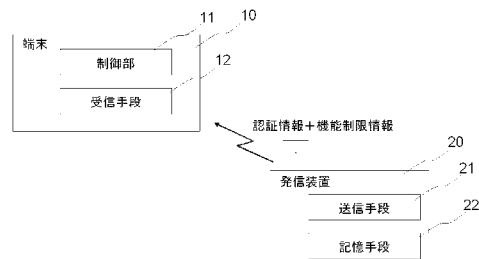 11
10
端末
制御部
12
受信手段
認証情報+機能制限情報
20
発信装置
21
送信手段
22
記憶手段